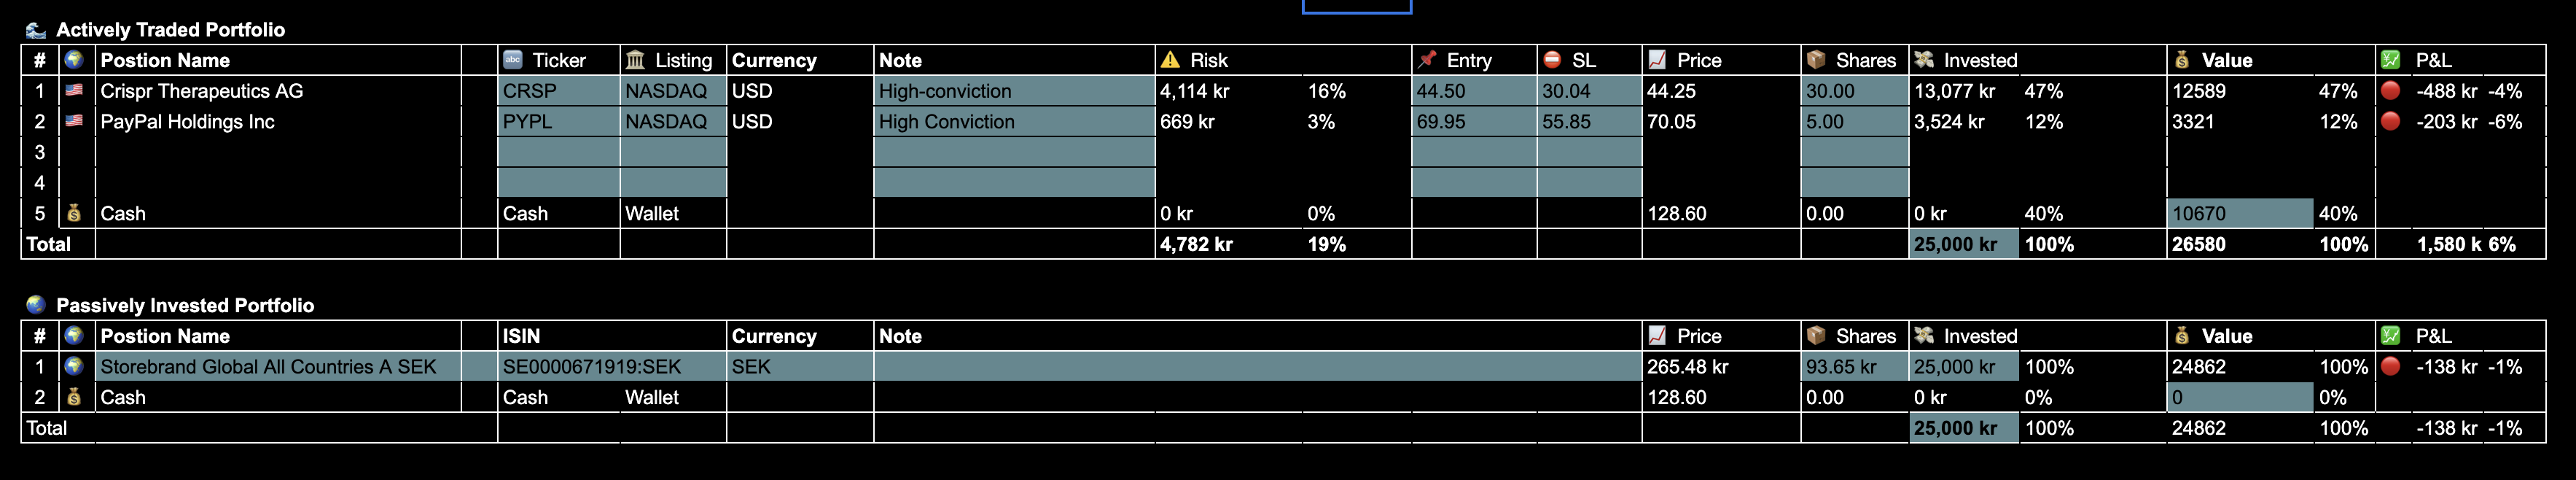 Actively Traded Portfolio
# Postion Name Ticker Listing Currency Note Risk Entry SL Price Shares Invested Value P&L
1 Crispr Therapeutics AG CRSP NASDAQ USD High-conviction 4,114 kr 16% 44.50 30.04 44.25 30.00 13,077 kr 47% 12589 47% -488 kr -4%
2 PayPal Holdings Inc PYPL NASDAQ USD High Conviction 669 kr 3% 69.95 55.85 70.05 5.00 3,524 kr 12% 3321 12% -203 kr -6%
3
4
5 Cash Cash Wallet 0 kr 0% 128.60 0.00 0 kr 40% 10670 40%
Total 4,782 kr 19% 25,000 kr 100% 26580 100% 1,580 k 6%
Passively Invested Portfolio
# Postion Name ISIN Currency Note Price Shares Invested Value P&L
1 Storebrand Global All Countries A SEK SE0000671919:SEK SEK 265.48 kr 93.65 kr 25,000 kr 100% 24862 100% -138 kr -1%
2 Cash Cash Wallet 128.60 0.00 0 kr 0% 0 0%
Total 25,000 kr 100% 24862 100% -138 kr -1%